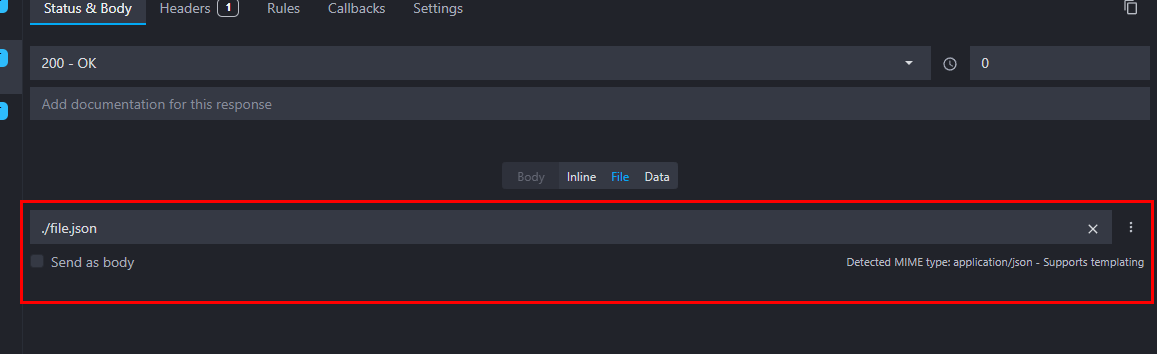 Status & Body Headers 1 Rules Callbacks Settings
200 - OK 0
Add documentation for this response
Body Inline File Data
./file.json
Send as body Detected MIME type: application/json - Supports templating